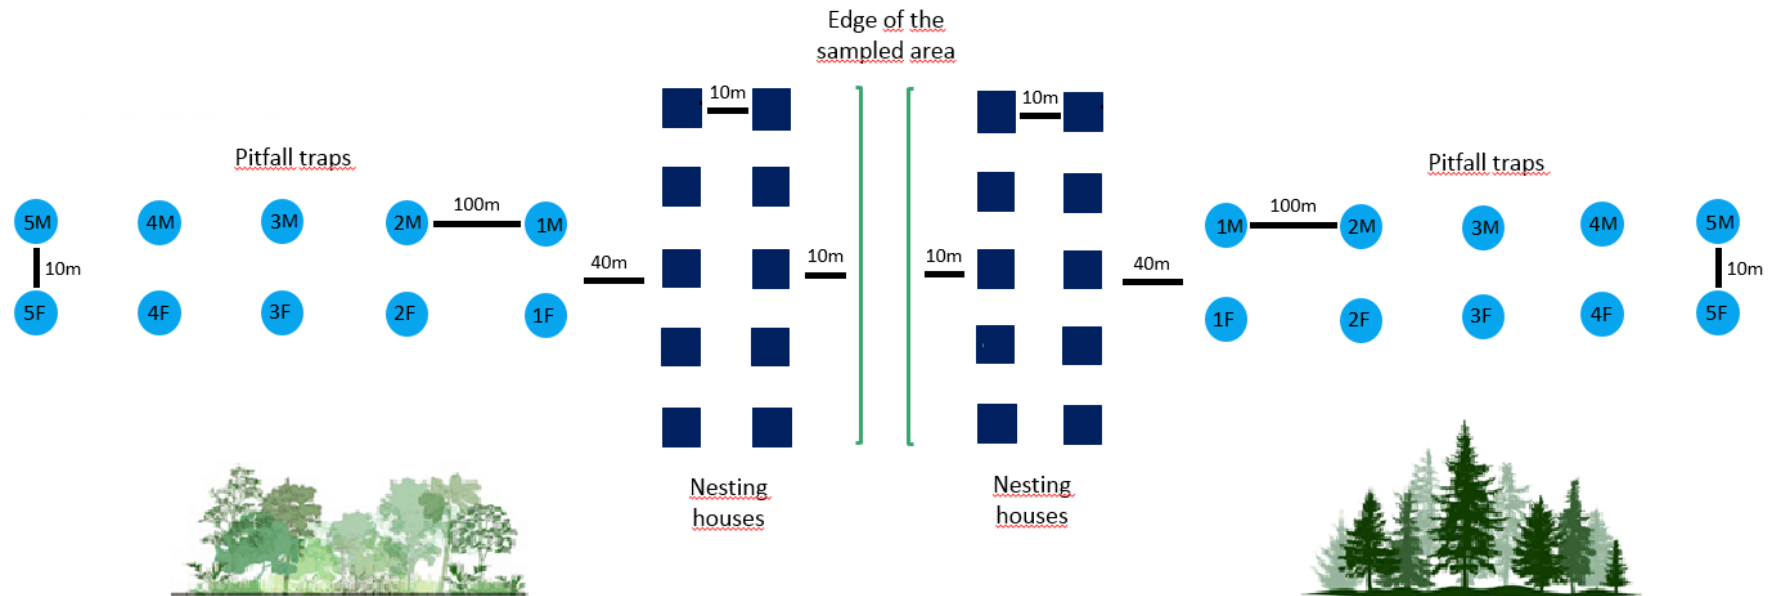 Edge of the
sampled area
10m
10m
Pitfall traps
Pitfall traps
5M
4M
3M
2M
100m
1M
1M
100m
2M
3M
4M
5M
10m
40m
10m
10m
40m
10m
5F
4F
3F
2F
1F
1F
2F
3F
4F
5F
Nesting
houses
Nesting
houses